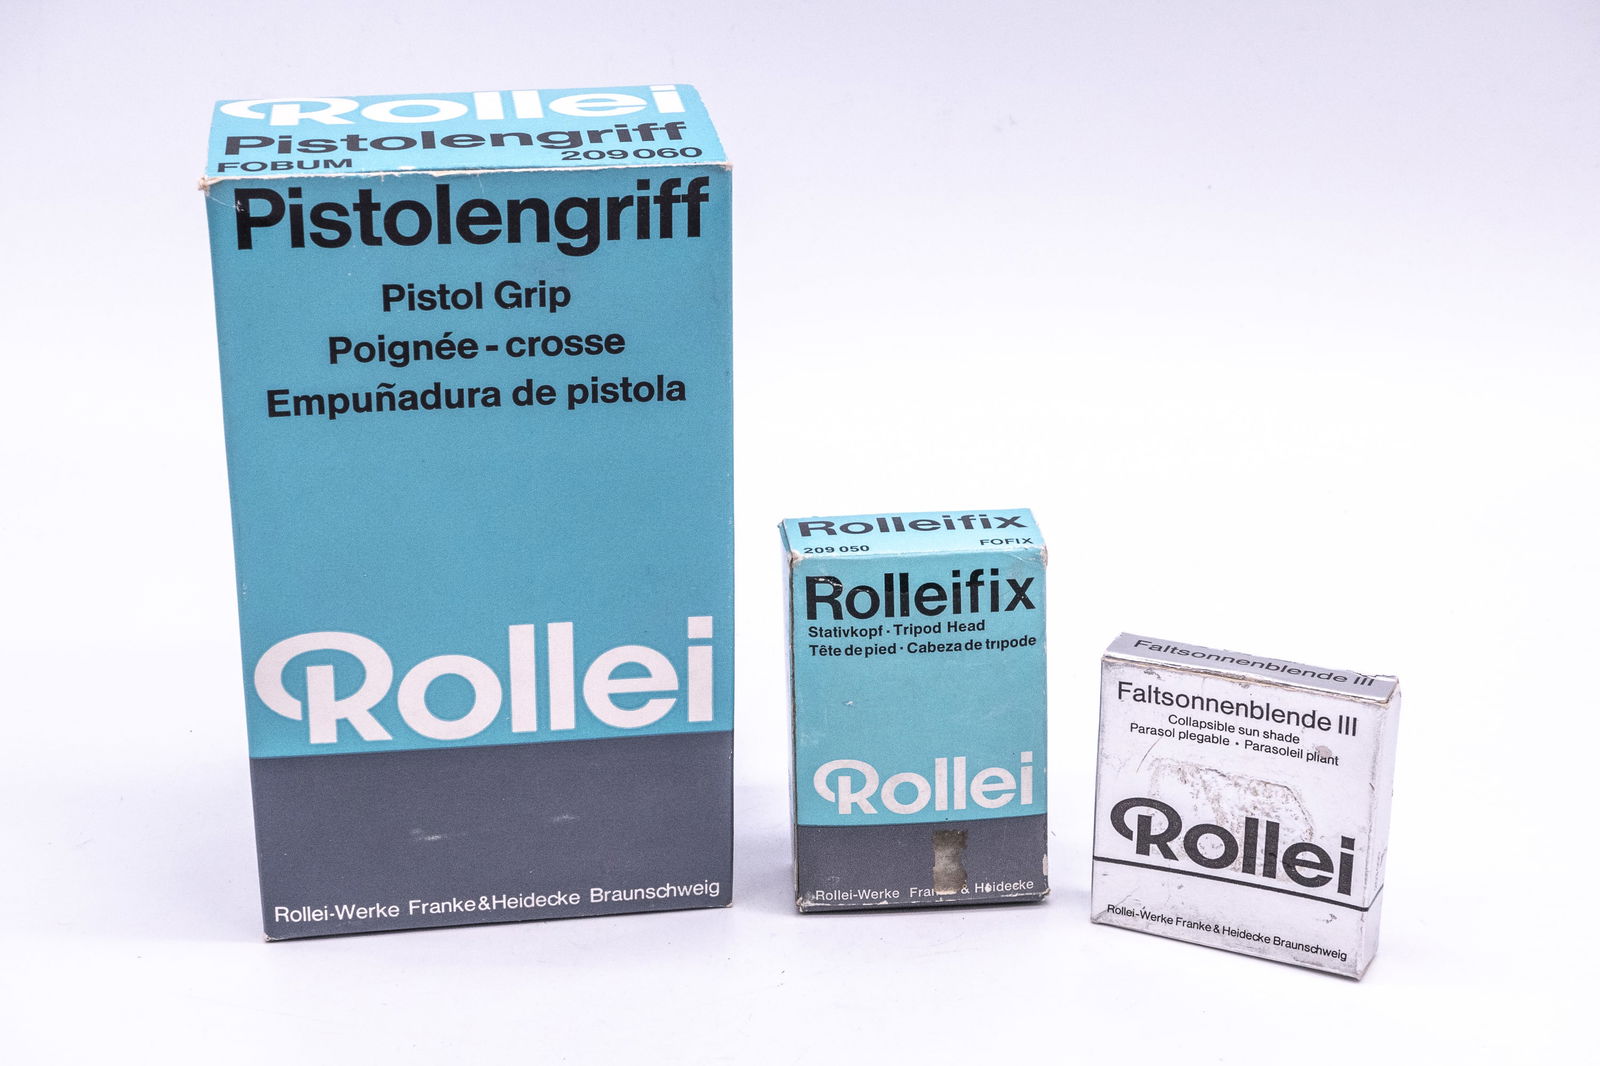 Rollei
Pistolengriff
FOBUM 209060
Pistolengriff
Pistol Grip
Poignée-crosse
Empuñadura de pistola
Rollei
Rollei-Werke Franke & Heidecke Braunschweig
Rolleifix
209 050 FOFIX
Rolleifix
Stativkopf · Tripod Head
Tête de pied · Cabeza de tripode
Rollei
Rollei-Werke & Heidecke
Faltsonnenblende III
Faltsonnenblende III
Collapsible sun shade
Parasol plegable · Parasoleil pliant
Rollei
Rollei-Werke Franke & Heidecke Braunschweig